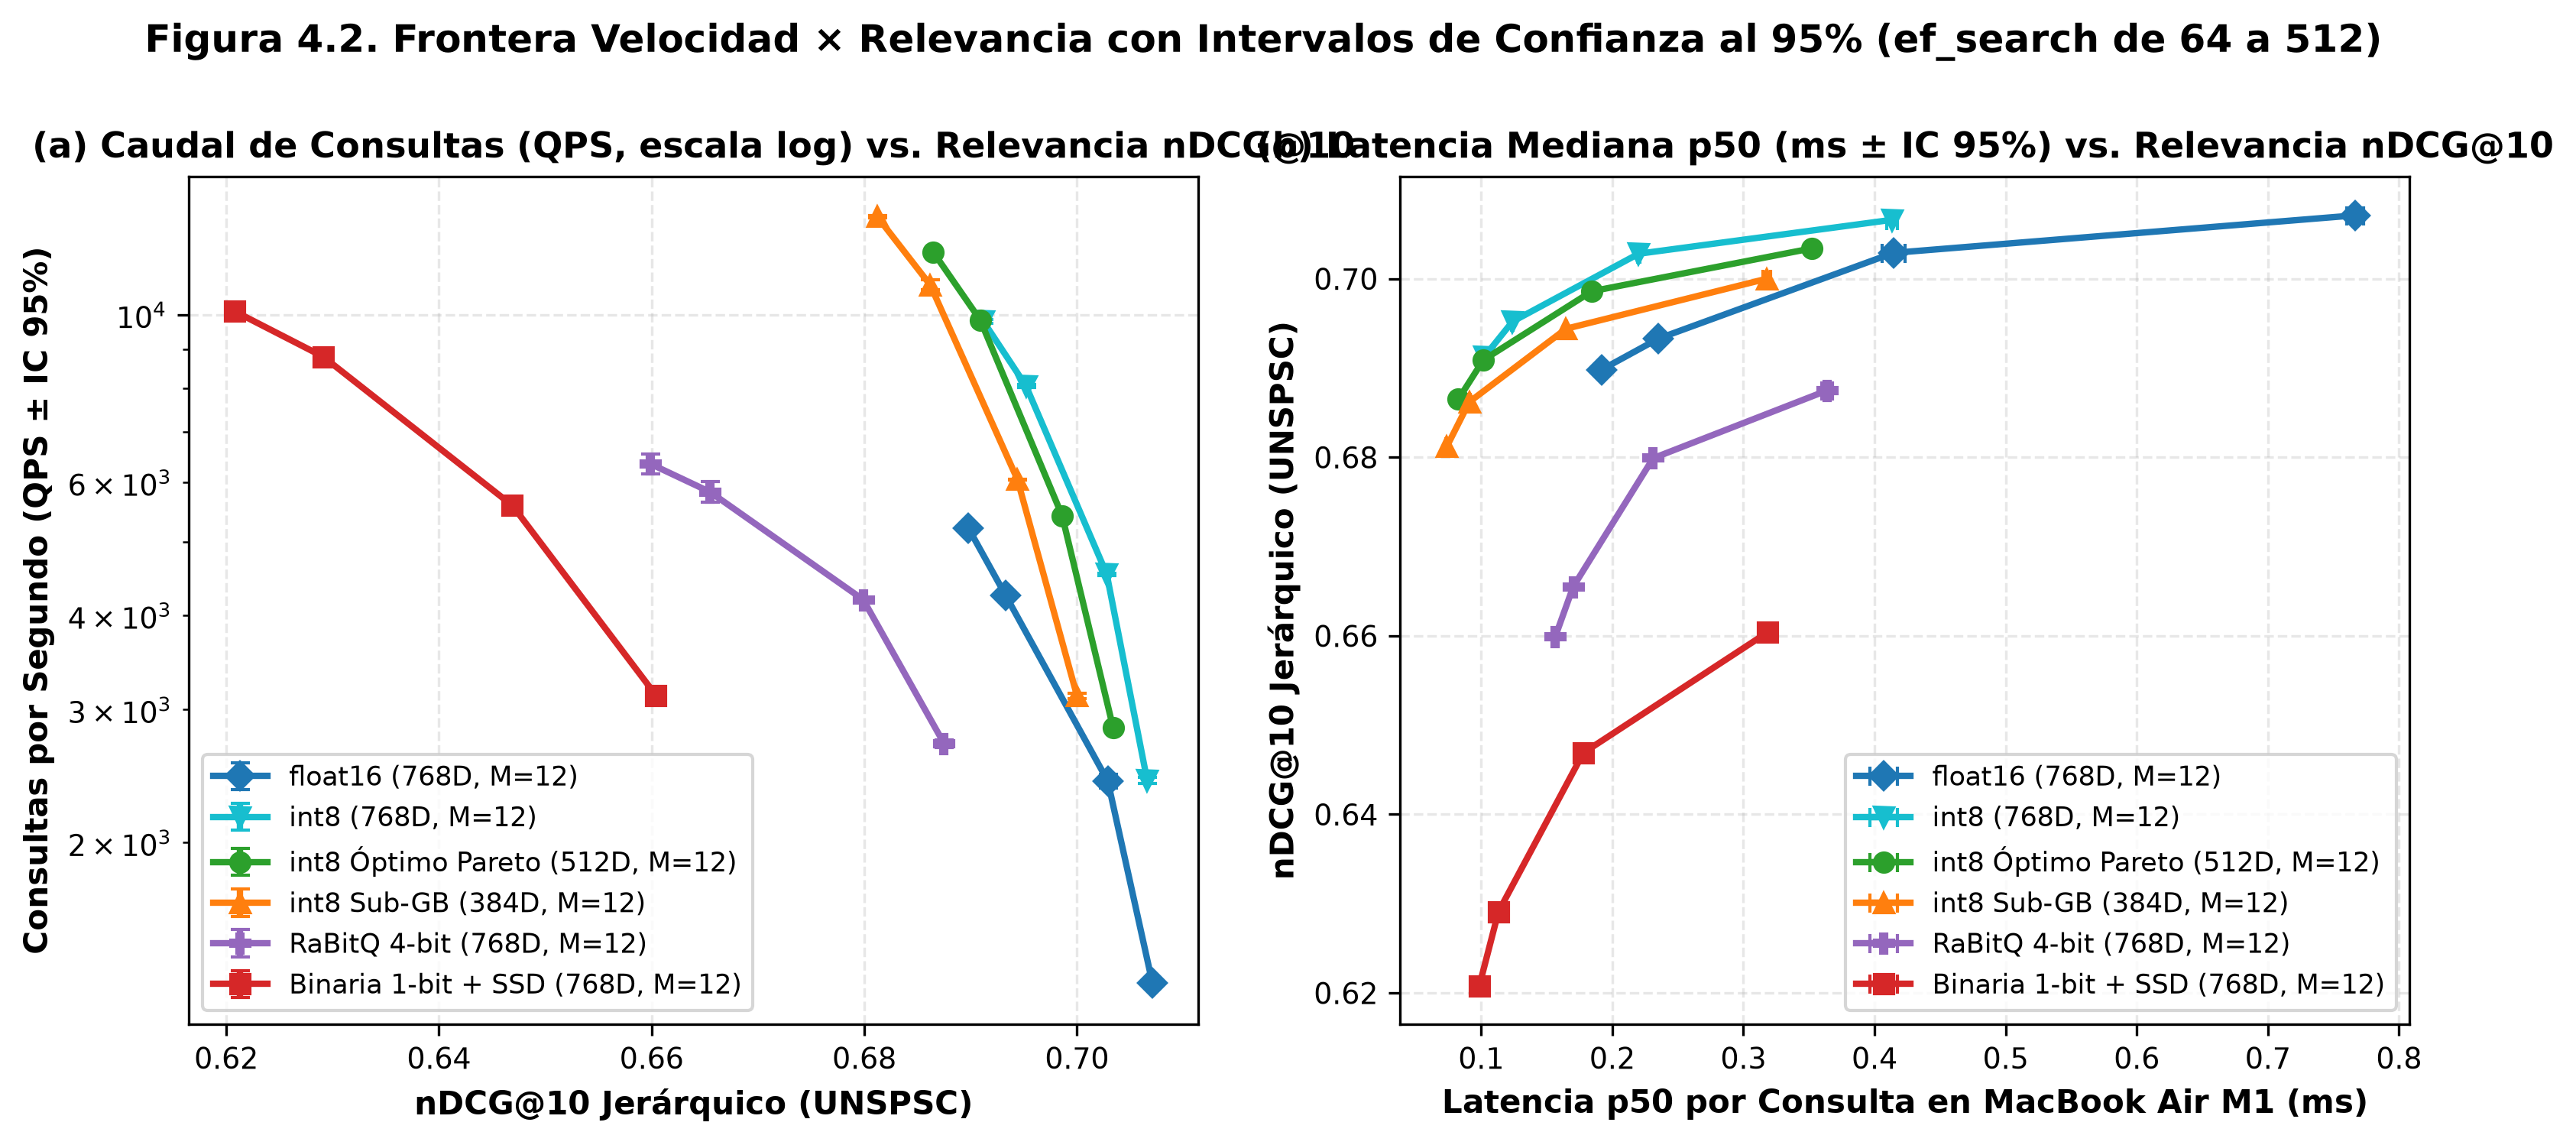 Figura 4.2. Frontera Velocidad × Relevancia con Intervalos de Confianza al 95% (ef_search de 64 a 512)
(a) Caudal de Consultas (QPS, escala log) vs. Relevancia nDCG@10
Consultas por Segundo (QPS ± IC 95%)
10⁴
6 × 10³
4 × 10³
3 × 10³
2 × 10³
float16 (768D, M=12)
int8 (768D, M=12)
int8 Óptimo Pareto (512D, M=12)
int8 Sub-GB (384D, M=12)
RaBitQ 4-bit (768D, M=12)
Binaria 1-bit + SSD (768D, M=12)
0.62 0.64 0.66 0.68 0.70
nDCG@10 Jerárquico (UNSPSC)
(b) Latencia Mediana p50 (ms ± IC 95%) vs. Relevancia nDCG@10
nDCG@10 Jerárquico (UNSPSC)
0.70
0.68
0.66
0.64
0.62
float16 (768D, M=12)
int8 (768D, M=12)
int8 Óptimo Pareto (512D, M=12)
int8 Sub-GB (384D, M=12)
RaBitQ 4-bit (768D, M=12)
Binaria 1-bit + SSD (768D, M=12)
0.1 0.2 0.3 0.4 0.5 0.6 0.7 0.8
Latencia p50 por Consulta en MacBook Air M1 (ms)